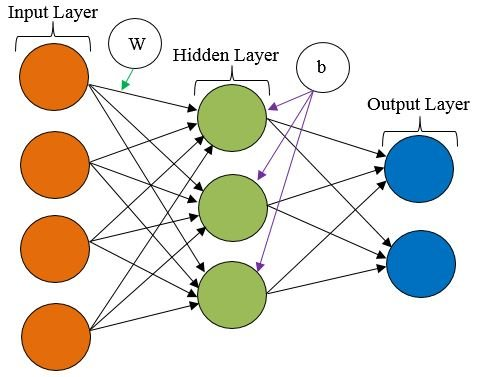 Input Layer
W
Hidden Layer
b
Output Layer